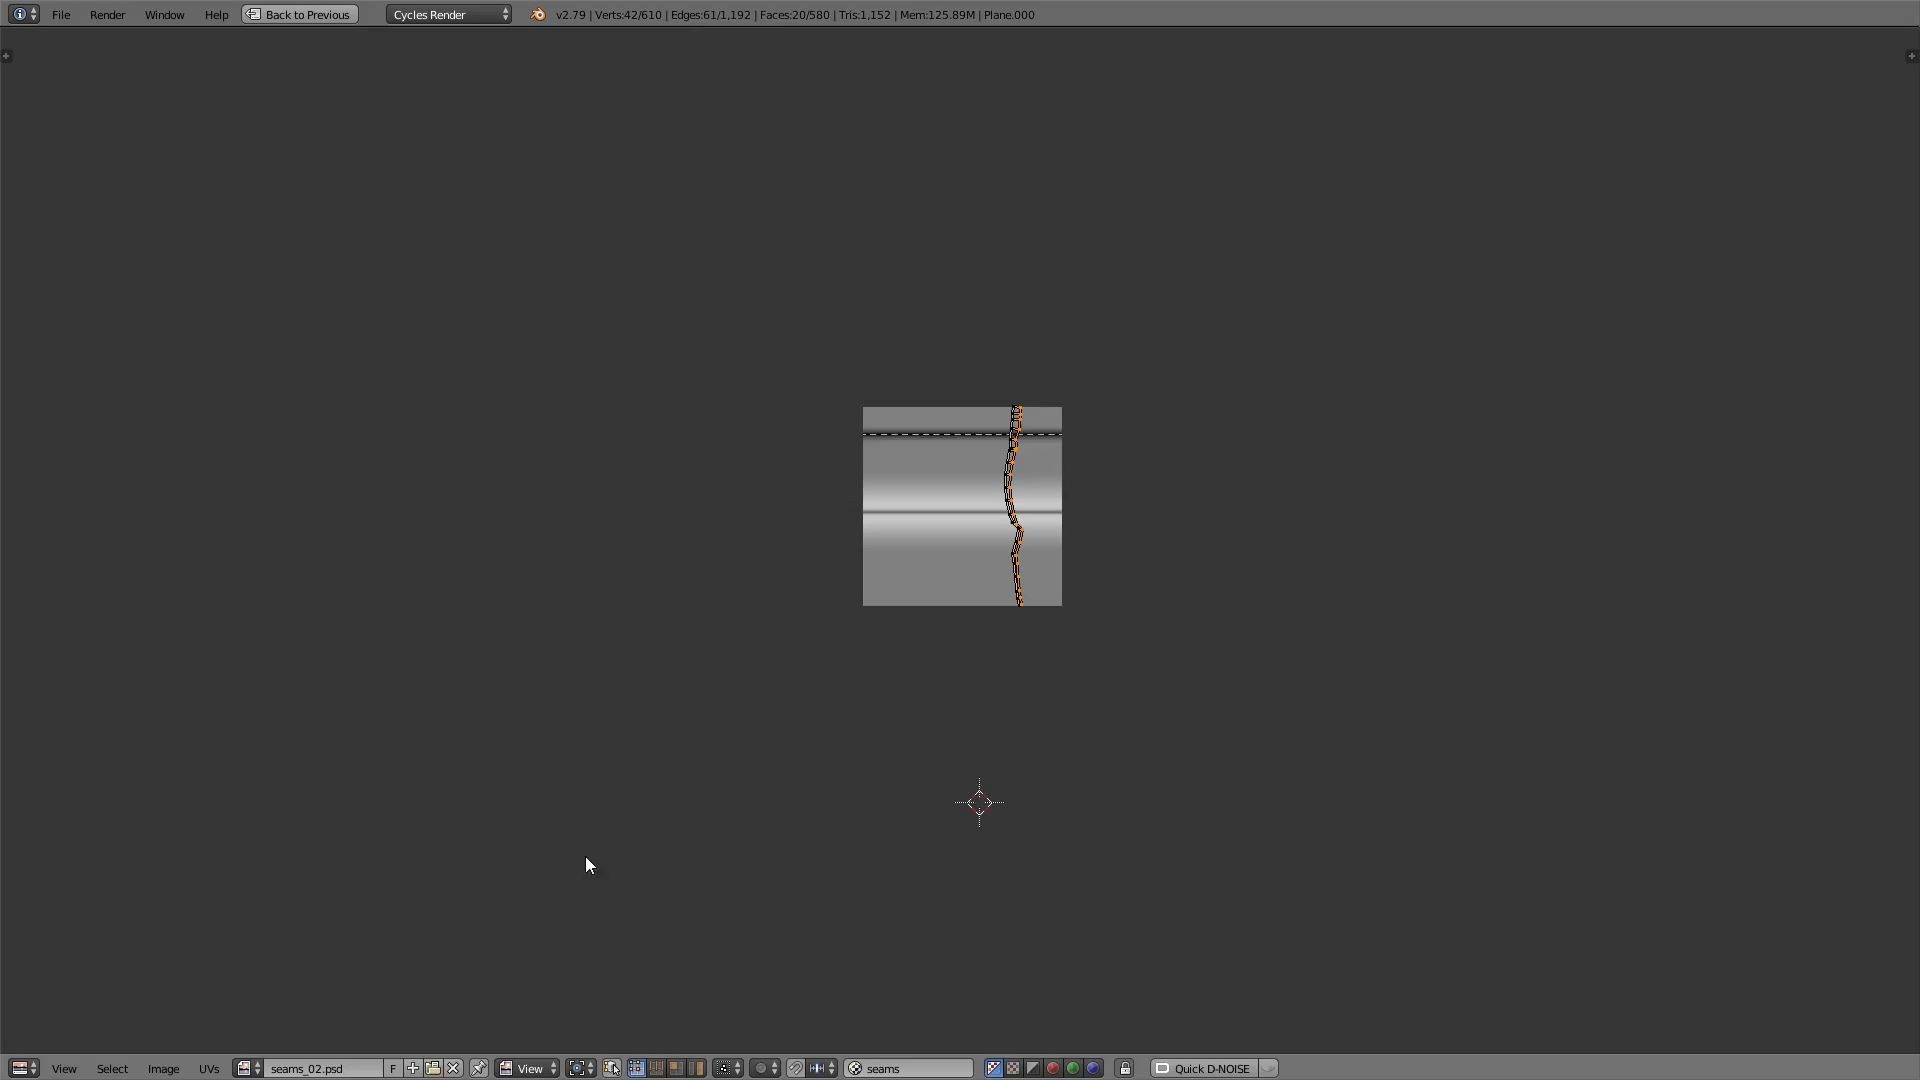 File Render Window Help Back to Previous Cycles Render v2.79 | Verts:42/610 | Edges:61/1,192 | Faces:20/580 | Tris:1,152 | Mem:125.89M | Plane.000
View Select Image UVs seams_02.psd F View seams Quick D-NOISE